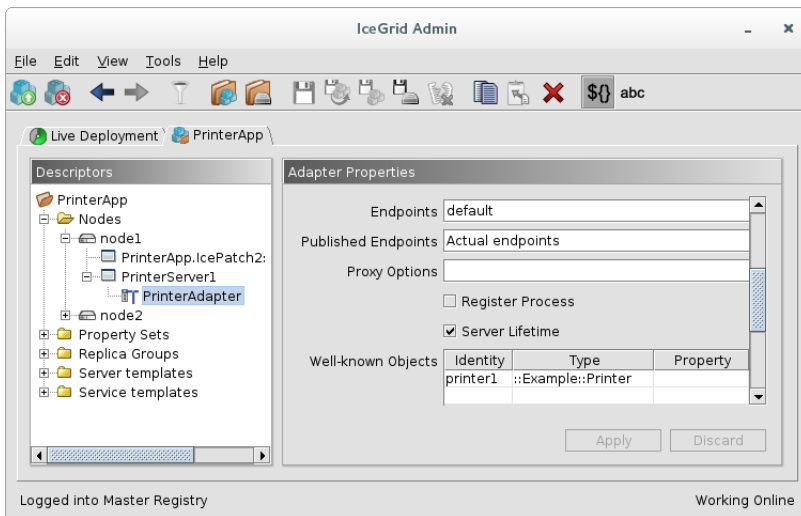 IceGrid Admin
File Edit View Tools Help
${} abc
Live Deployment PrinterApp
Descriptors
PrinterApp
Nodes
node1
PrinterApp.IcePatch2:
PrinterServer1
PrinterAdapter
node2
Property Sets
Replica Groups
Server templates
Service templates
Adapter Properties
Endpoints default
Published Endpoints Actual endpoints
Proxy Options
Register Process
Server Lifetime
Well-known Objects Identity Type Property
printer1 ::Example::Printer
Apply Discard
Logged into Master Registry Working Online